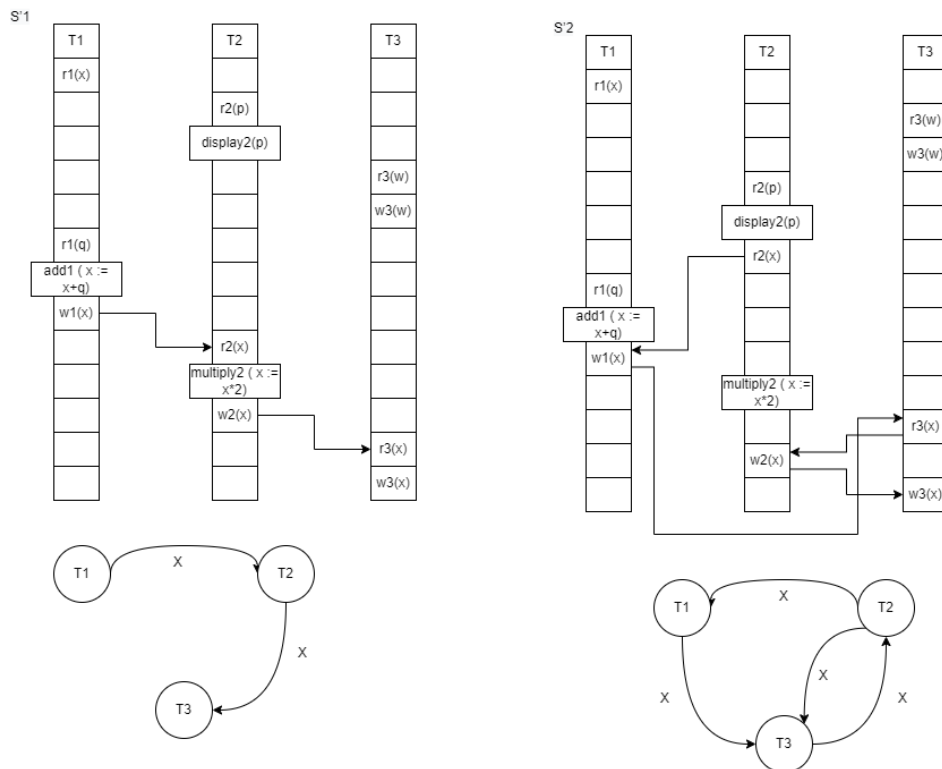 S'1
T1
T2
T3
r1(x)
r2(p)
display2(p)
r3(w)
w3(w)
r1(q)
add1 ( x :=
x+q)
w1(x)
r2(x)
multiply2 ( x :=
x*2)
w2(x)
r3(x)
w3(x)
T1
X
T2
X
T3
S'2
T1
T2
T3
r1(x)
r3(w)
w3(w)
r2(p)
display2(p)
r2(x)
r1(q)
add1 ( x :=
x+q)
w1(x)
multiply2 ( x :=
x*2)
r3(x)
w2(x)
w3(x)
T1
X
T2
X
X
X
T3